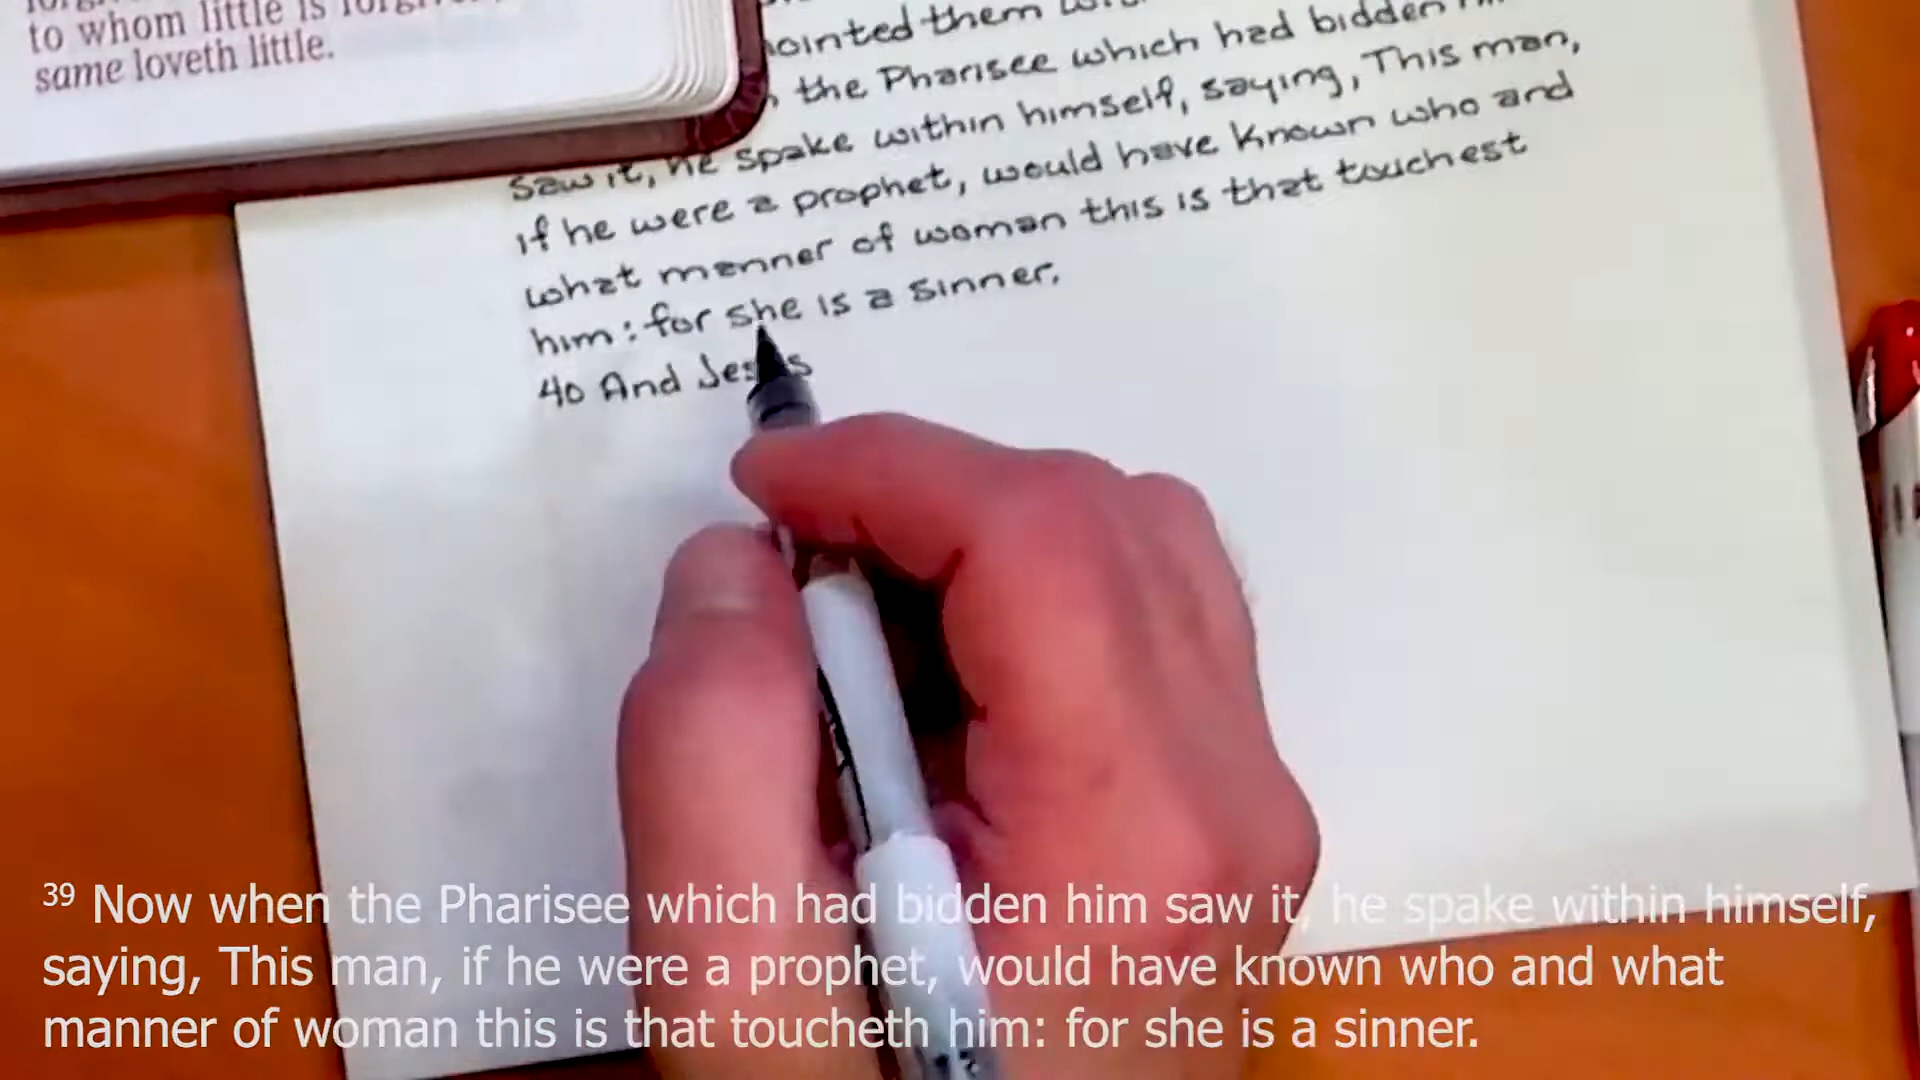 to whom little is
same loveth little.
ointed them
the Pharisee which had bidden
saw it, he spake within himself, saying, This man,
if he were a prophet, would have known who and
what manner of woman this is that touchest
him: for she is a sinner.
40 And Jesus
39 Now when the Pharisee which had bidden him saw it, he spake within himself,
saying, This man, if he were a prophet, would have known who and what
manner of woman this is that toucheth him: for she is a sinner.